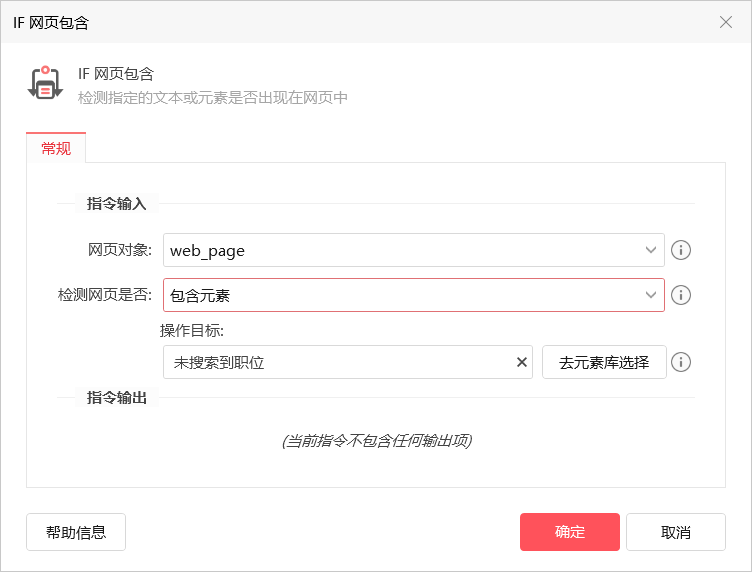 IF 网页包含
IF 网页包含
检测指定的文本或元素是否出现在网页中
常规
指令输入
网页对象: web_page
检测网页是否: 包含元素
操作目标:
未搜索到职位 去元素库选择
指令输出
(当前指令不包含任何输出项)
帮助信息 确定 取消